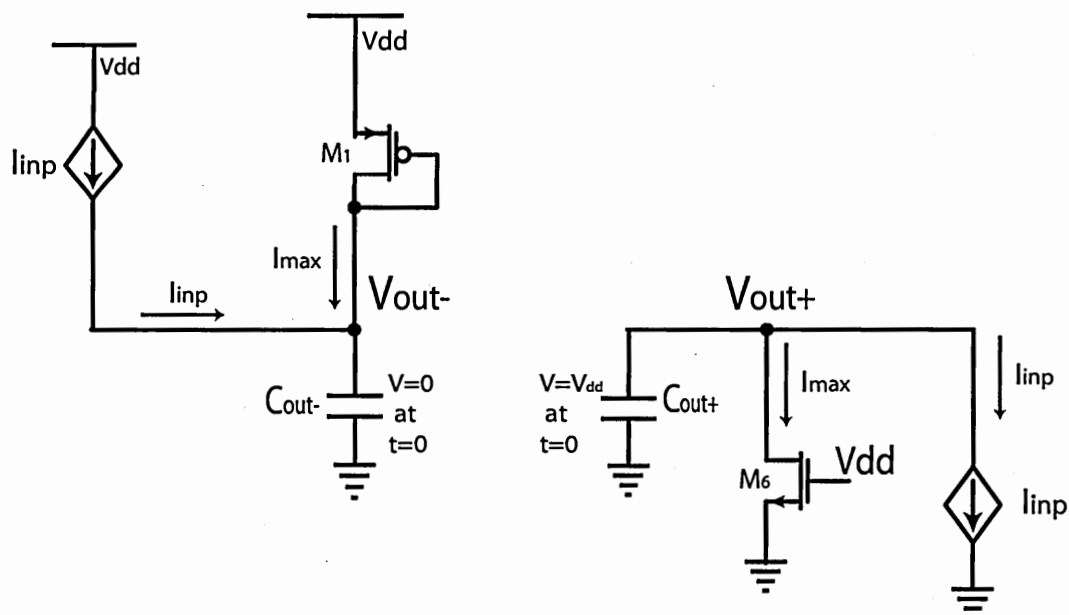 Vdd
Vdd
Iinp
M1
Imax
Iinp
Vout-
Cout-
V=0
at
t=0
Vout+
V=Vdd
at
t=0
Cout+
Imax
Iinp
M6
Vdd
Iinp